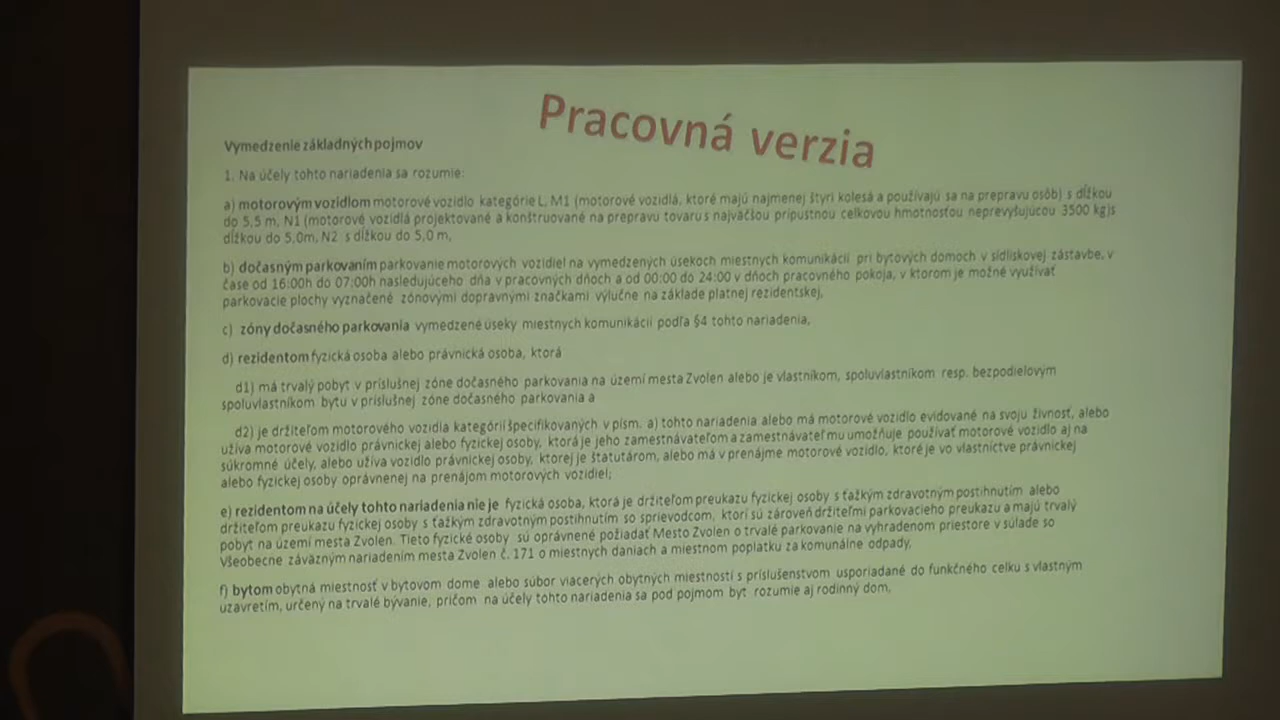 Pracovná verzia
Vymedzenie základných pojmov
1. Na účely tohto nariadenia sa rozumie:
a) motorovým vozidlom motorové vozidlo kategórie L, M1 (motorové vozidlá, ktoré majú najmenej štyri kolesá a používajú sa na prepravu osôb) s dĺžkou
do 5,5 m, N1 (motorové vozidlá projektované a konštruované na prepravu tovaru s najväčšou prípustnou celkovou hmotnosťou neprevyšujúcou 3500 kg)s
dĺžkou do 5,0m, N2 s dĺžkou do 5,0 m,
b) dočasným parkovaním parkovanie motorových vozidiel na vymedzených úsekoch miestnych komunikácií pri bytových domoch v sídliskovej zástavbe, v
čase od 16:00h do 07:00h nasledujúceho dňa v pracovných dňoch a od 00:00 do 24:00 v dňoch pracovného pokoja, v ktorom je možné využívať
parkovacie plochy vyznačené zónovými dopravnými značkami výlučne na základe platnej rezidentskej,
c) zóny dočasného parkovania vymedzené úseky miestnych komunikácií podľa §4 tohto nariadenia,
d) rezidentom fyzická osoba alebo právnická osoba, ktorá
d1) má trvalý pobyt v príslušnej zóne dočasného parkovania na území mesta Zvolen alebo je vlastníkom, spoluvlastníkom resp. bezpodielovým
spoluvlastníkom bytu v príslušnej zóne dočasného parkovania a
d2) je držiteľom motorového vozidla kategórií špecifikovaných v písm. a) tohto nariadenia alebo má motorové vozidlo evidované na svoju živnosť, alebo
užíva motorové vozidlo právnickej alebo fyzickej osoby, ktorá je jeho zamestnávateľom a zamestnávateľ mu umožňuje používať motorové vozidlo aj na
súkromné účely, alebo užíva vozidlo právnickej osoby, ktorej je štatutárom, alebo má v prenájme motorové vozidlo, ktoré je vo vlastníctve právnickej
alebo fyzickej osoby oprávnenej na prenájom motorových vozidiel;
e) rezidentom na účely tohto nariadenia nie je fyzická osoba, ktorá je držiteľom preukazu fyzickej osoby s ťažkým zdravotným postihnutím alebo
držiteľom preukazu fyzickej osoby s ťažkým zdravotným postihnutím so sprievodcom, ktorí sú zároveň držiteľmi parkovacieho preukazu a majú trvalý
pobyt na území mesta Zvolen. Tieto fyzické osoby sú oprávnené požiadať Mesto Zvolen o trvalé parkovanie na vyhradenom priestore v súlade so
Všeobecne záväzným nariadením mesta Zvolen č. 171 o miestnych daniach a miestnom poplatku za komunálne odpady,
f) bytom obytná miestnosť v bytovom dome alebo súbor viacerých obytných miestností s príslušenstvom usporiadané do funkčného celku s vlastným
uzavretím, určený na trvalé bývanie, pričom na účely tohto nariadenia sa pod pojmom byt rozumie aj rodinný dom,